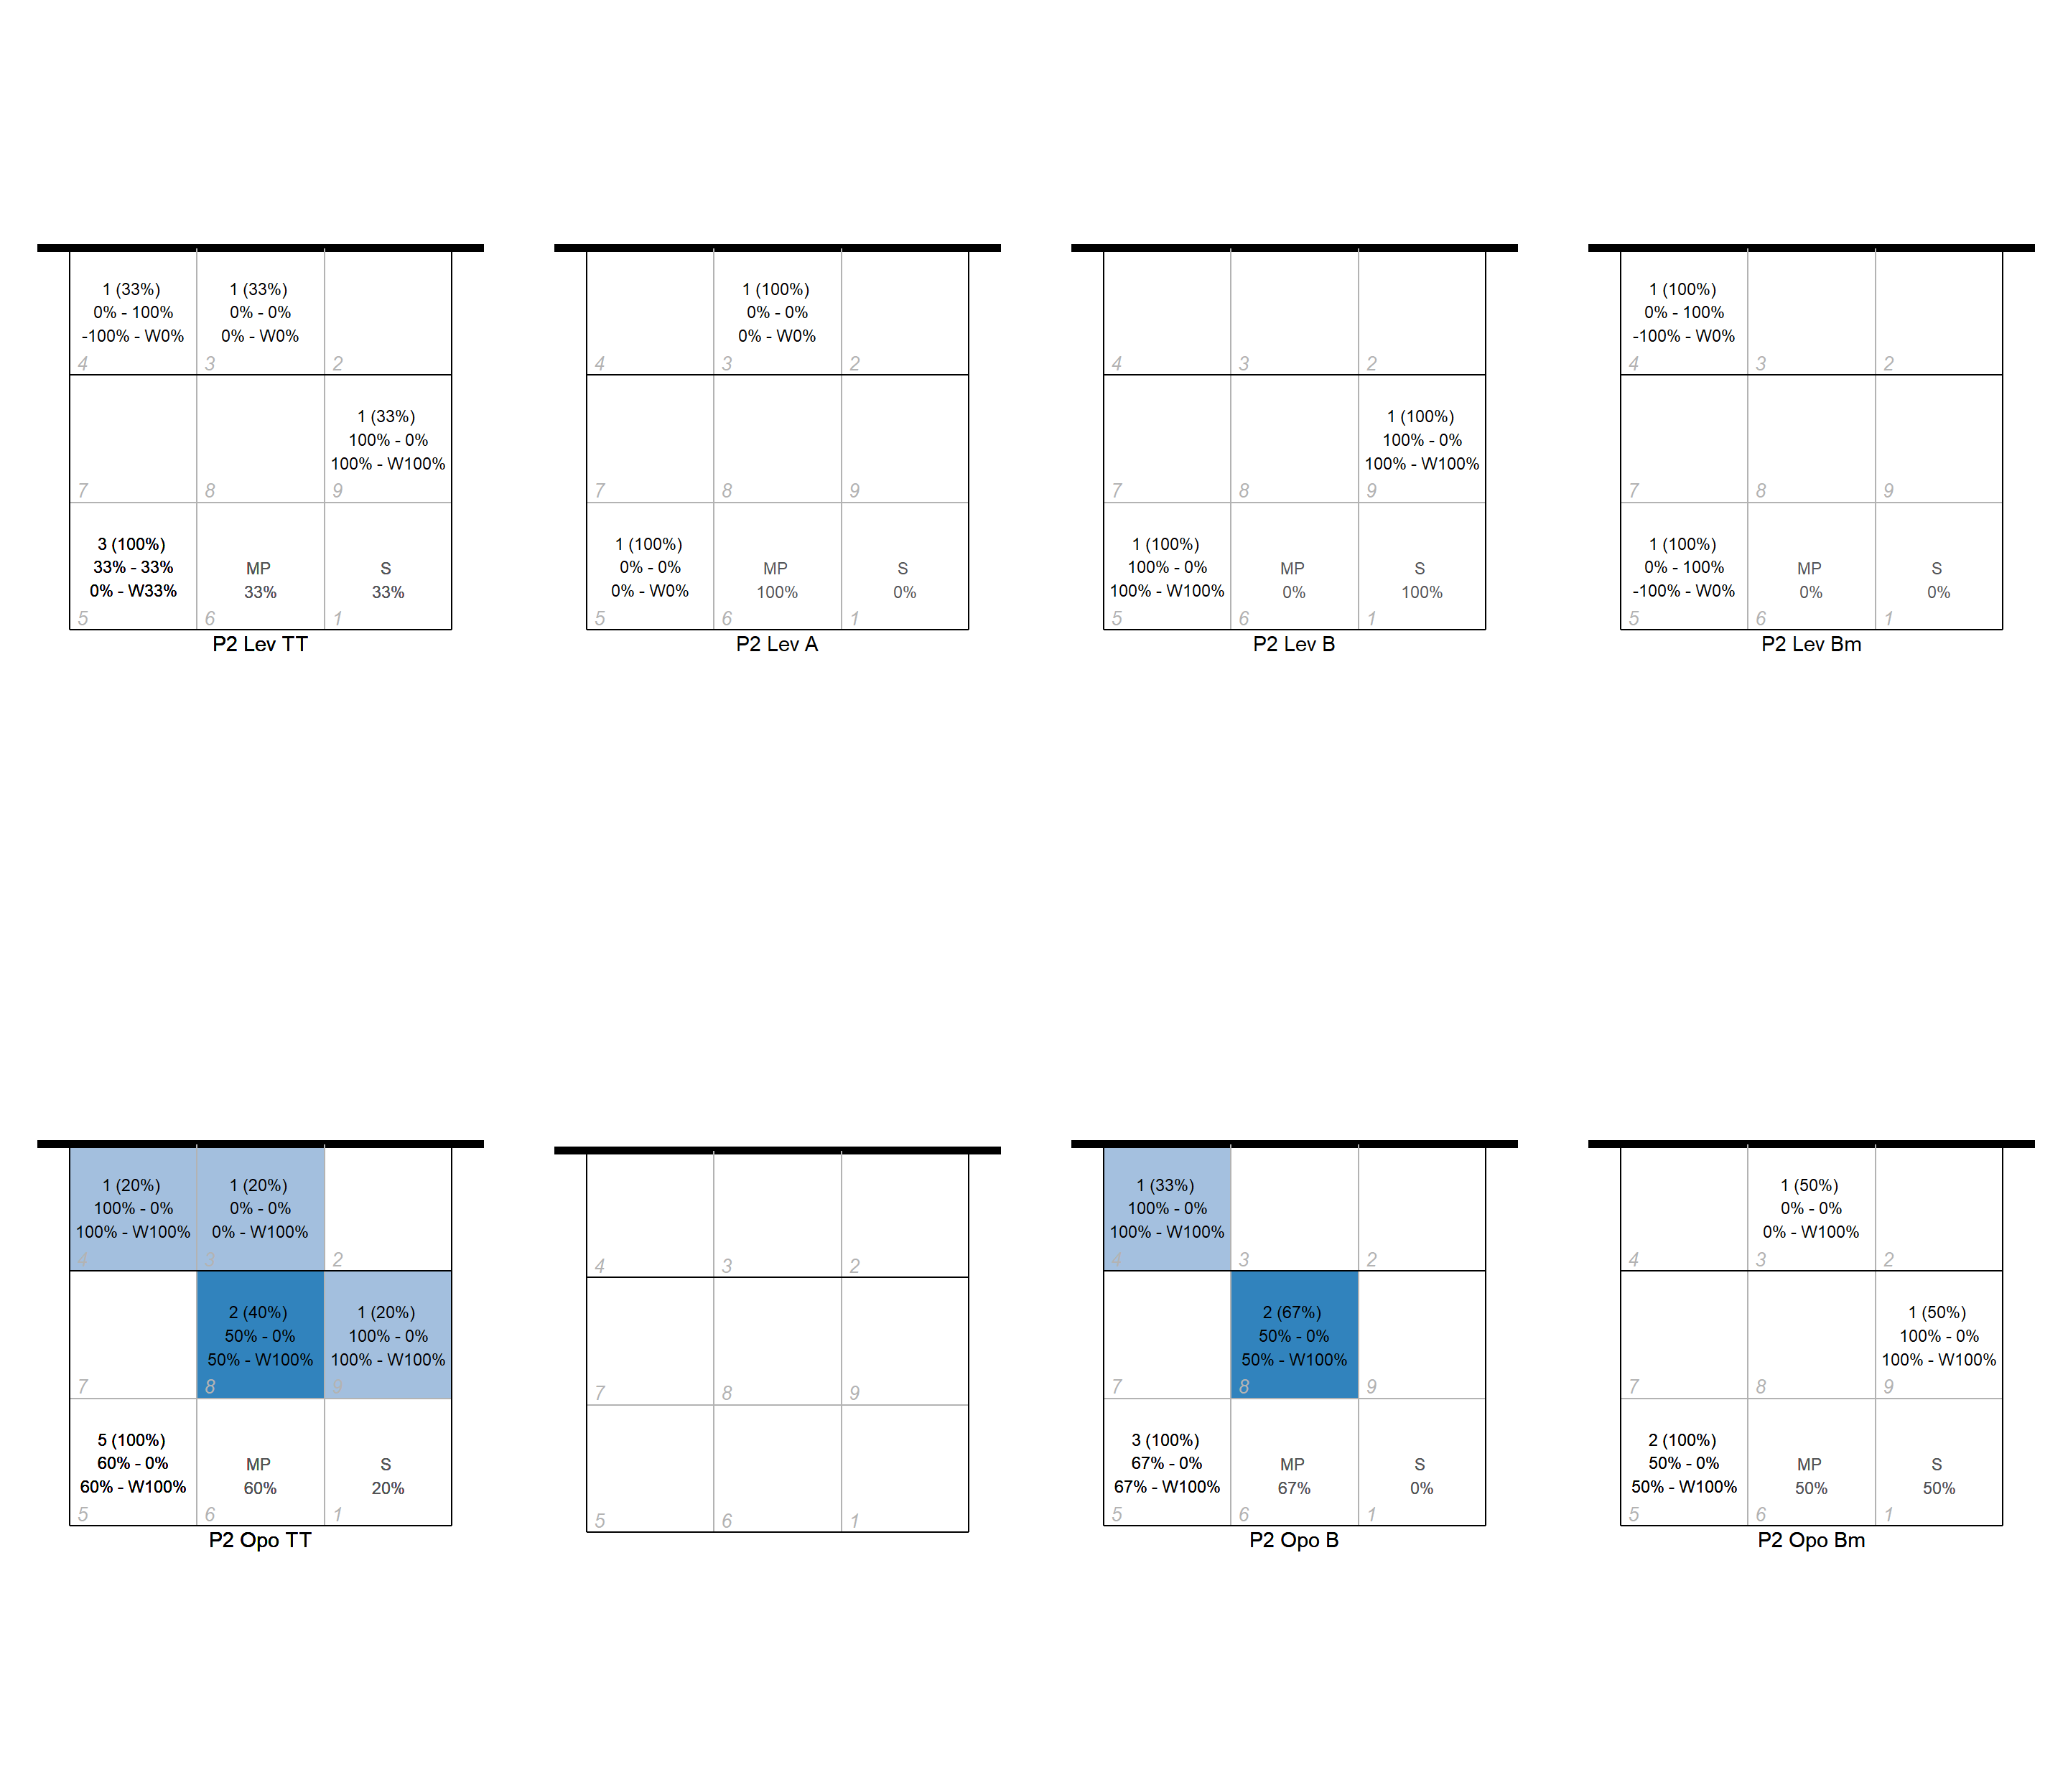 1 (33%)
0% - 100%
-100% - W0%
4
1 (33%)
0% - 0%
0% - W0%
3
2
7
8
1 (33%)
100% - 0%
100% - W100%
9
3 (100%)
33% - 33%
0% - W33%
5
MP
33%
6
S
33%
1
P2 Lev TT
4
1 (100%)
0% - 0%
0% - W0%
3
2
7
8
9
1 (100%)
0% - 0%
0% - W0%
5
MP
100%
6
S
0%
1
P2 Lev A
4
3
2
7
8
1 (100%)
100% - 0%
100% - W100%
9
1 (100%)
100% - 0%
100% - W100%
5
MP
0%
6
S
100%
1
P2 Lev B
1 (100%)
0% - 100%
-100% - W0%
4
3
2
7
8
9
1 (100%)
0% - 100%
-100% - W0%
5
MP
0%
6
S
0%
1
P2 Lev Bm
1 (20%)
100% - 0%
100% - W100%
4
1 (20%)
0% - 0%
0% - W100%
3
2
7
2 (40%)
50% - 0%
50% - W100%
8
1 (20%)
100% - 0%
100% - W100%
9
5 (100%)
60% - 0%
60% - W100%
5
MP
60%
6
S
20%
1
P2 Opo TT
4
3
2
7
8
9
5
6
1
1 (33%)
100% - 0%
100% - W100%
4
3
2
7
2 (67%)
50% - 0%
50% - W100%
8
9
3 (100%)
67% - 0%
67% - W100%
5
MP
67%
6
S
0%
1
P2 Opo B
4
1 (50%)
0% - 0%
0% - W100%
3
2
7
8
1 (50%)
100% - 0%
100% - W100%
9
2 (100%)
50% - 0%
50% - W100%
5
MP
50%
6
S
50%
1
P2 Opo Bm